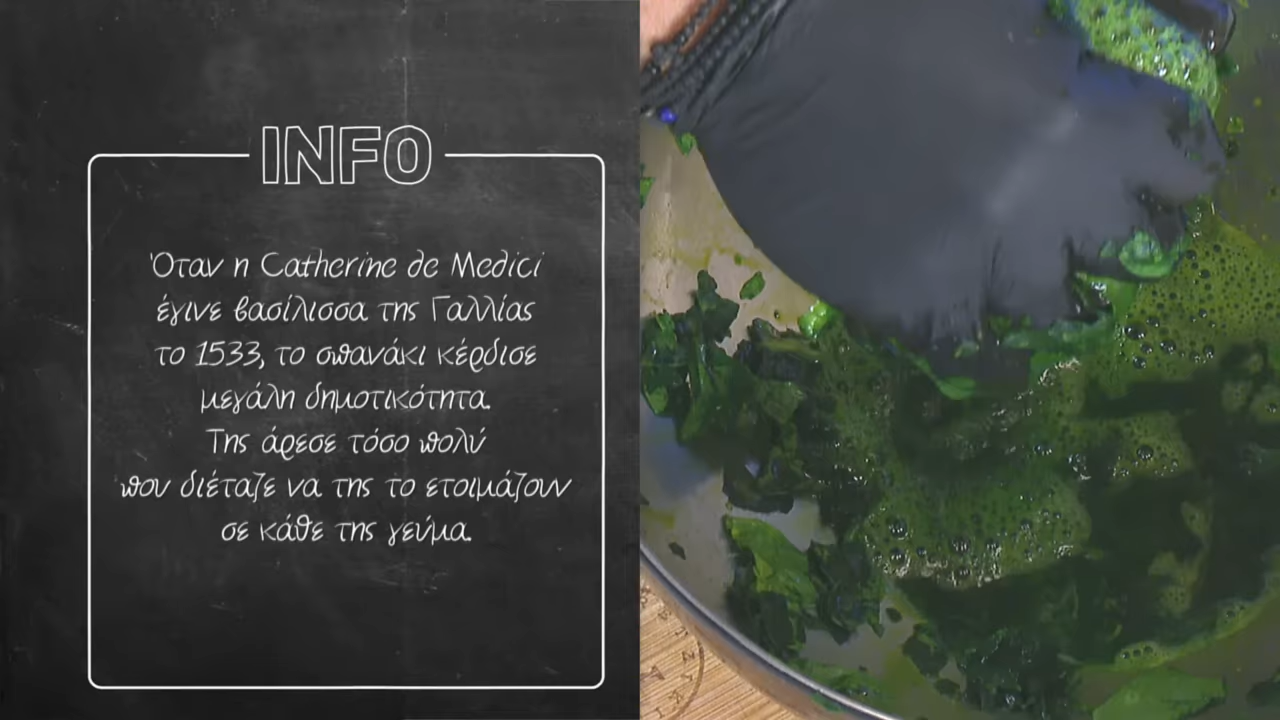 INFO
Όταν η Catherine de Medici
έγινε βασίλισσα της Γαλλίας
το 1533, το σπανάκι κέρδισε
μεγάλη δημοτικότητα.
Της άρεσε τόσο πολύ
που διέταζε να της το ετοιμάζουν
σε κάθε της γεύμα.